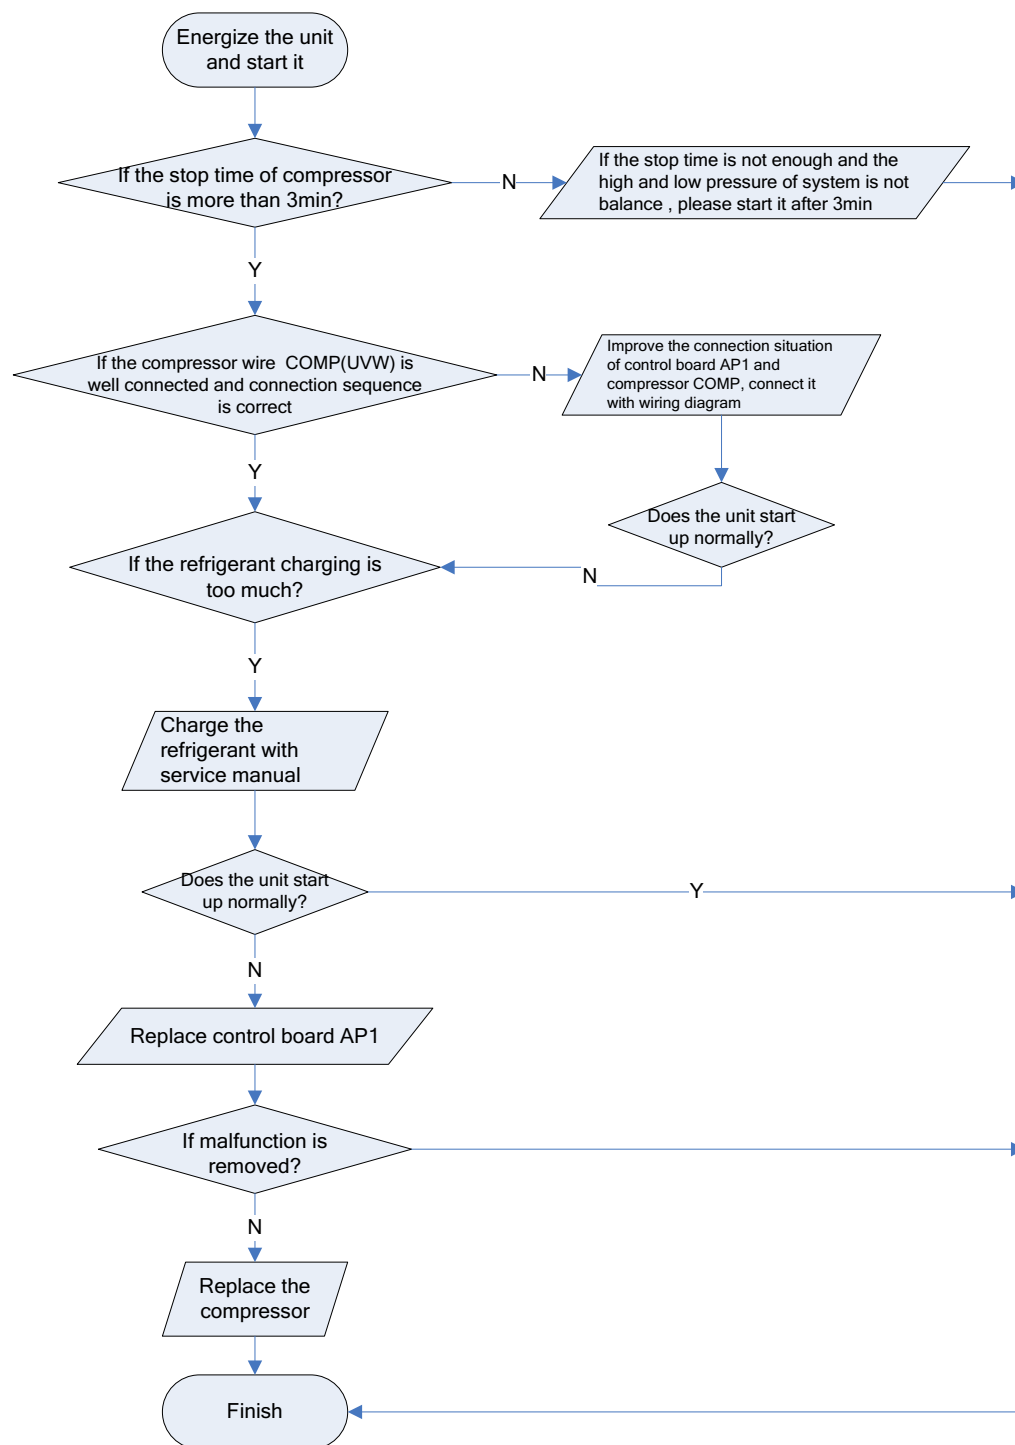 Energize the unit
and start it
If the stop time of compressor
is more than 3min?
N
If the stop time is not enough and the
high and low pressure of system is not
balance , please start it after 3min
Y
If the compressor wire COMP(UVW) is
well connected and connection sequence
is correct
N
Improve the connection situation
of control board AP1 and
compressor COMP, connect it
with wiring diagram
Y
Does the unit start
up normally?
If the refrigerant charging is
too much?
N
Y
Charge the
refrigerant with
service manual
Does the unit start
up normally?
Y
N
Replace control board AP1
If malfunction is
removed?
N
Replace the
compressor
Finish